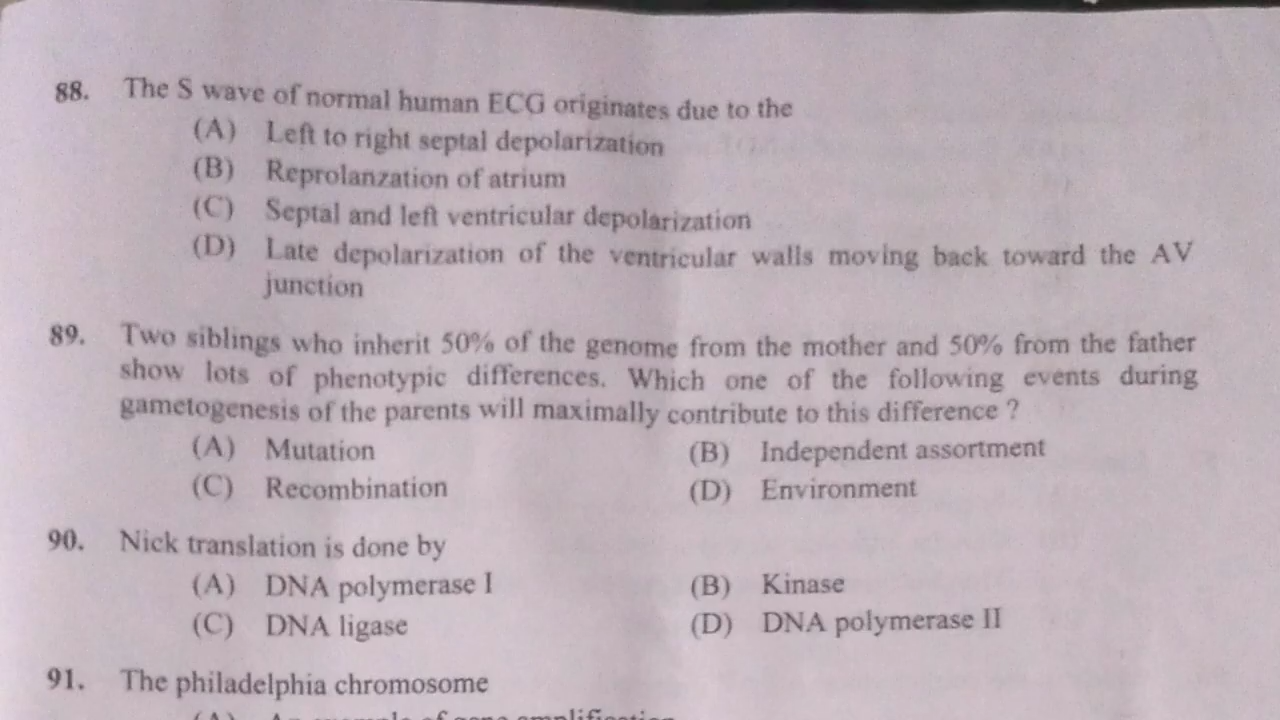 88. The S wave of normal human ECG originates due to the
(A) Left to right septal depolarization
(B) Reprolanzation of atrium
(C) Septal and left ventricular depolarization
(D) Late depolarization of the ventricular walls moving back toward the AV
junction
89. Two siblings who inherit 50% of the genome from the mother and 50% from the father
show lots of phenotypic differences. Which one of the following events during
gametogenesis of the parents will maximally contribute to this difference ?
(A) Mutation (B) Independent assortment
(C) Recombination (D) Environment
90. Nick translation is done by
(A) DNA polymerase I (B) Kinase
(C) DNA ligase (D) DNA polymerase II
91. The philadelphia chromosome
(A) An example of gene amplification